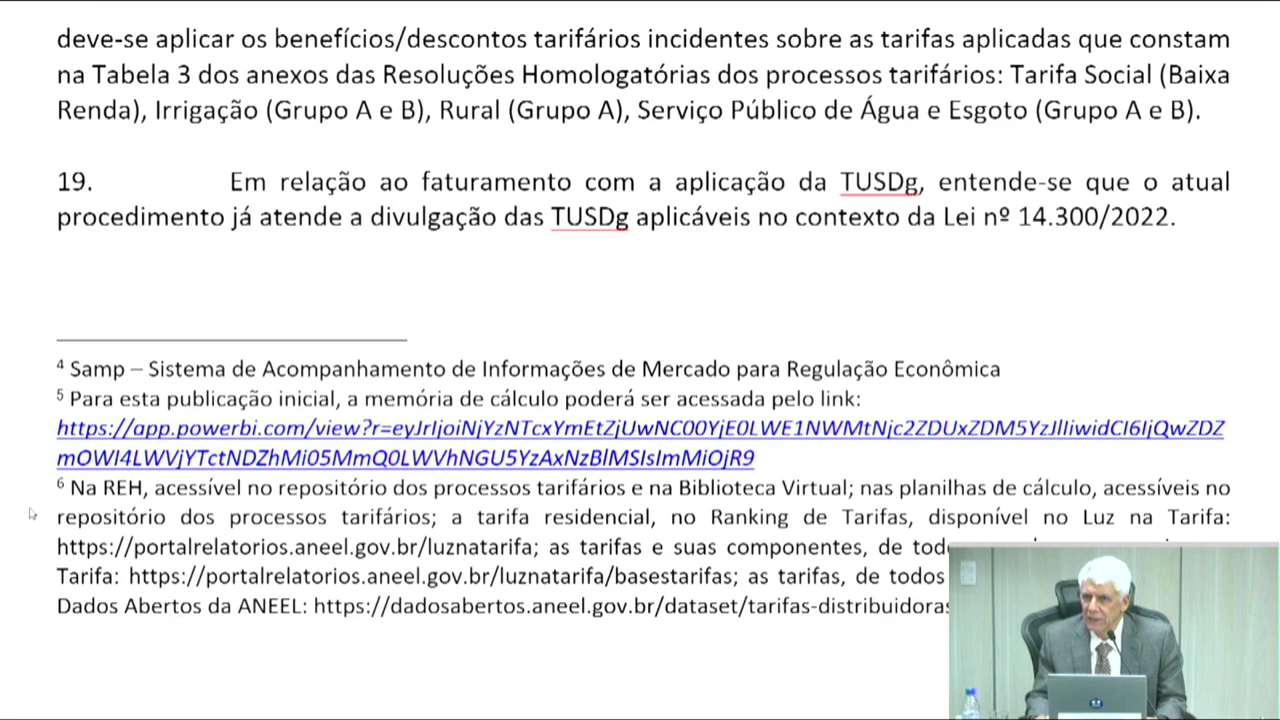 deve-se aplicar os benefícios/descontos tarifários incidentes sobre as tarifas aplicadas que constam
na Tabela 3 dos anexos das Resoluções Homologatórias dos processos tarifários: Tarifa Social (Baixa
Renda), Irrigação (Grupo A e B), Rural (Grupo A), Serviço Público de Água e Esgoto (Grupo A e B).
19. Em relação ao faturamento com a aplicação da TUSDg, entende-se que o atual
procedimento já atende a divulgação das TUSDg aplicáveis no contexto da Lei nº 14.300/2022.
⁴ Samp – Sistema de Acompanhamento de Informações de Mercado para Regulação Econômica
⁵ Para esta publicação inicial, a memória de cálculo poderá ser acessada pelo link:
https://app.powerbi.com/view?r=eyJrIjoiNjYzNTcxYmEtZjUwNC00YjE0LWE1NWMtNjc2ZDUxZDM5YzJlIiwidCI6IjQwZDZ
mOWI4LWVjYTctNDZhMi05MmQ0LWVhNGU5YzAxNzBlMSIsImMiOjR9
⁶ Na REH, acessível no repositório dos processos tarifários e na Biblioteca Virtual; nas planilhas de cálculo, acessíveis no
repositório dos processos tarifários; a tarifa residencial, no Ranking de Tarifas, disponível no Luz na Tarifa:
https://portalrelatorios.aneel.gov.br/luznatarifa; as tarifas e suas componentes, de
Tarifa: https://portalrelatorios.aneel.gov.br/luznatarifa/basestarifas; as tarifas, de todos
Dados Abertos da ANEEL: https://dadosabertos.aneel.gov.br/dataset/tarifas-distribuidoras